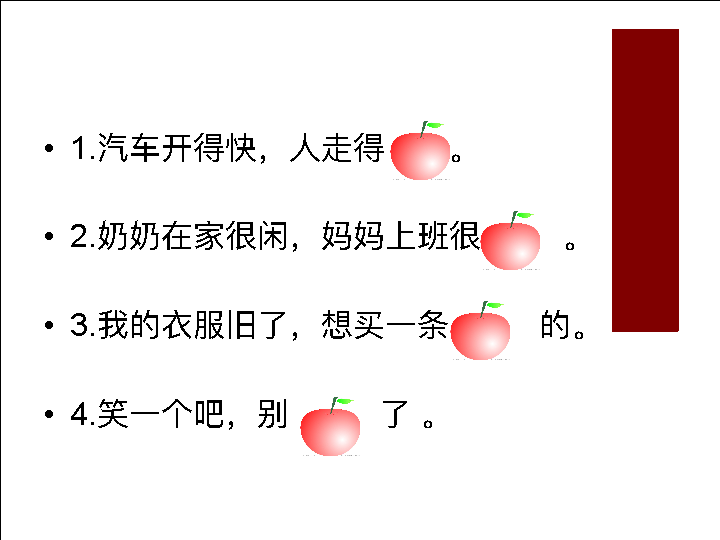 • 1.汽车开得快，人走得 。
• 2.奶奶在家很闲，妈妈上班很 。
• 3.我的衣服旧了，想买一条 的。
• 4.笑一个吧，别 了 。